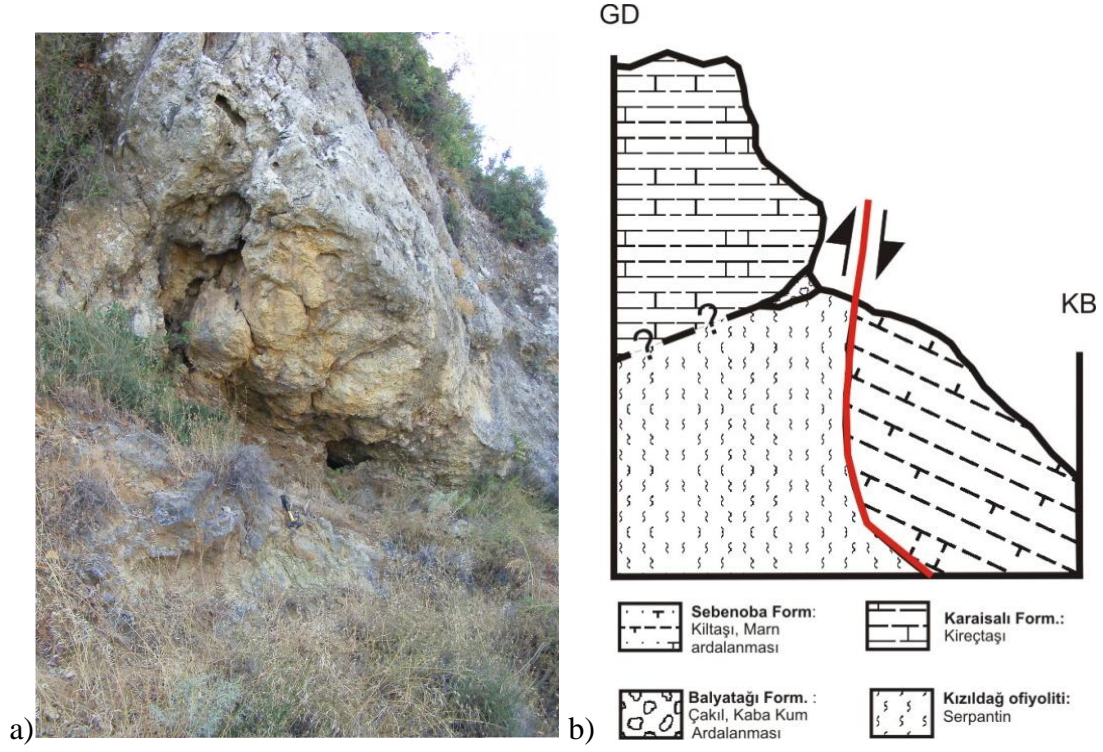 GD
KB
?
?
Sebenoba Form:
Kiltaşı, Marn
ardalanması
Karaisalı Form.:
Kireçtaşı
Balyatağı Form. :
Çakıl, Kaba Kum
Ardalanması
Kızıldağ ofiyoliti:
Serpantin
a)
b)